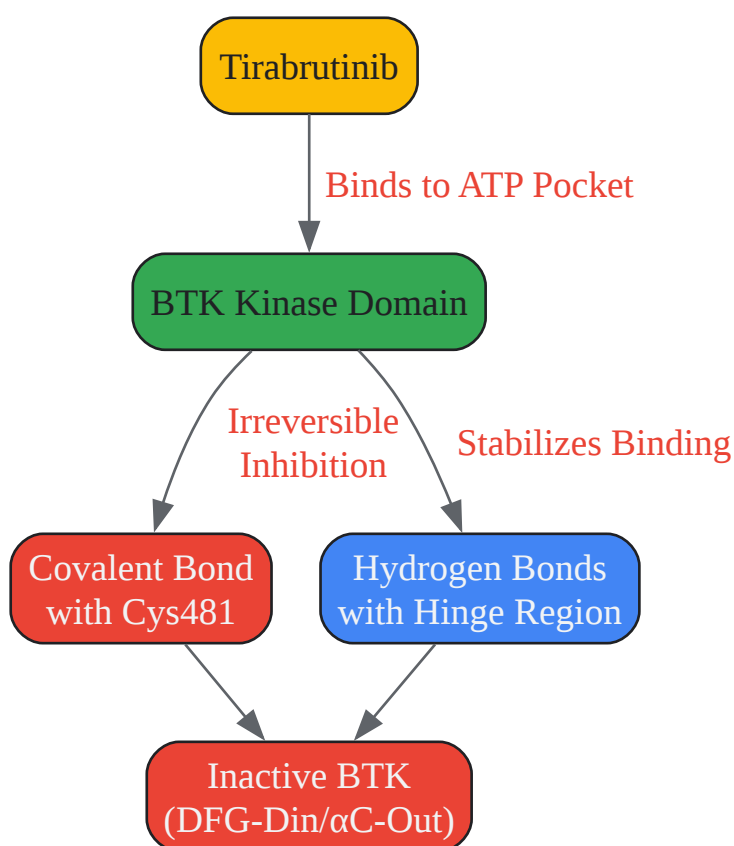 Tirabrutinib
Binds to ATP Pocket
BTK Kinase Domain
Irreversible
Inhibition
Stabilizes Binding
Covalent Bond
with Cys481
Hydrogen Bonds
with Hinge Region
Inactive BTK
(DFG-Din/αC-Out)